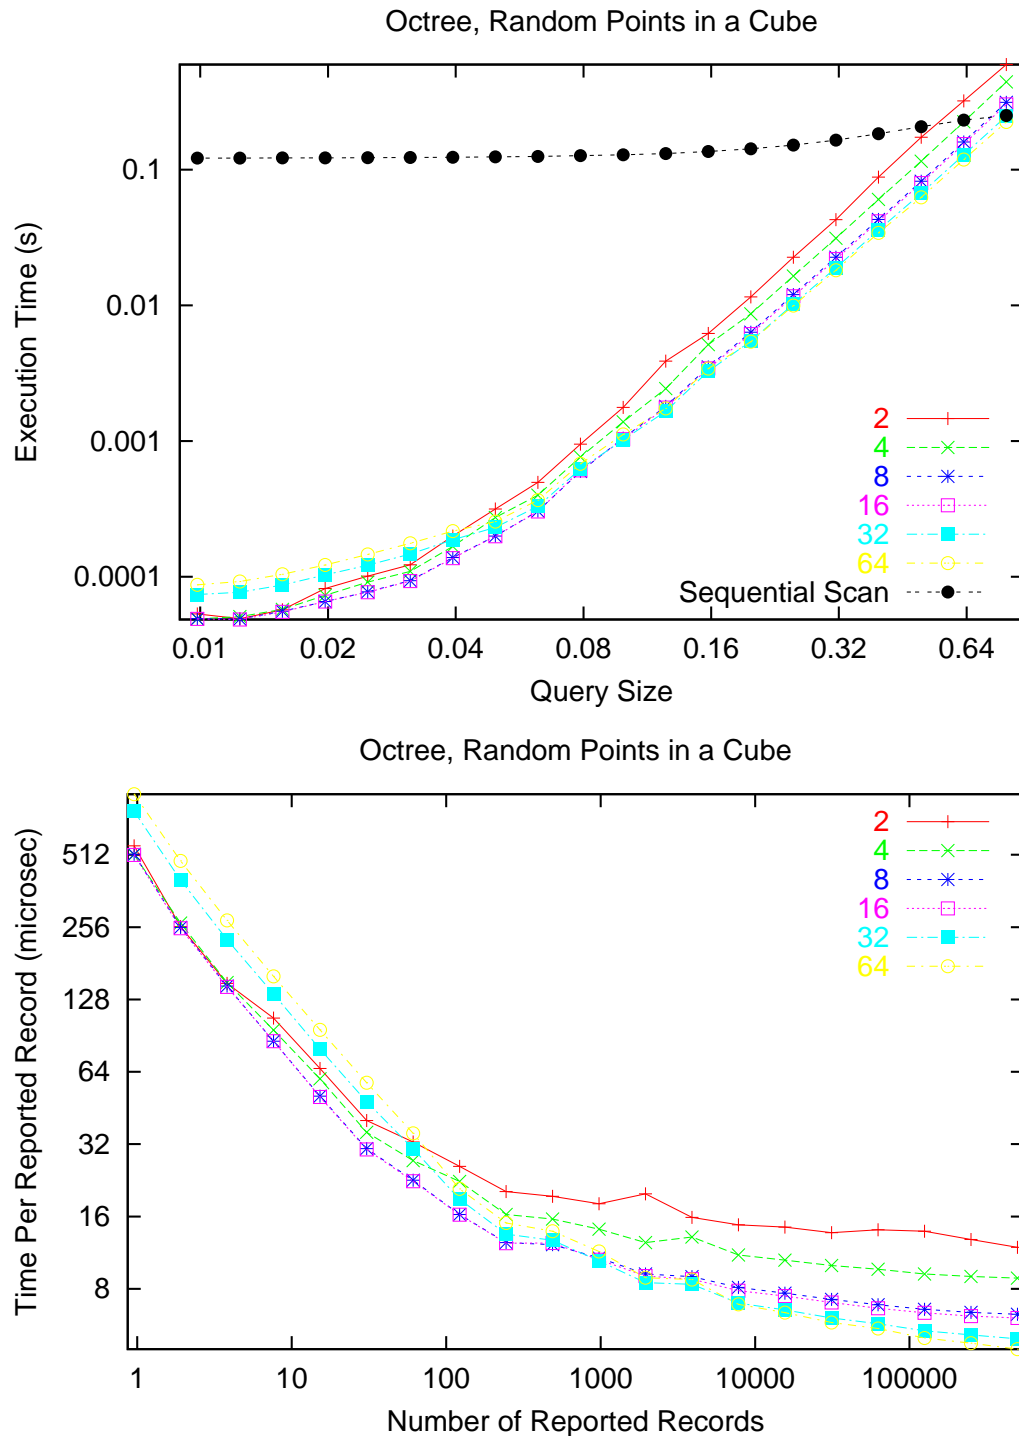 Octree, Random Points in a Cube
Execution Time (s)
0.1
0.01
0.001
0.0001
2
4
8
16
32
64
Sequential Scan
0.01 0.02 0.04 0.08 0.16 0.32 0.64
Query Size
Octree, Random Points in a Cube
Time Per Reported Record (microsec)
512
256
128
64
32
16
8
2
4
8
16
32
64
1 10 100 1000 10000 100000
Number of Reported Records